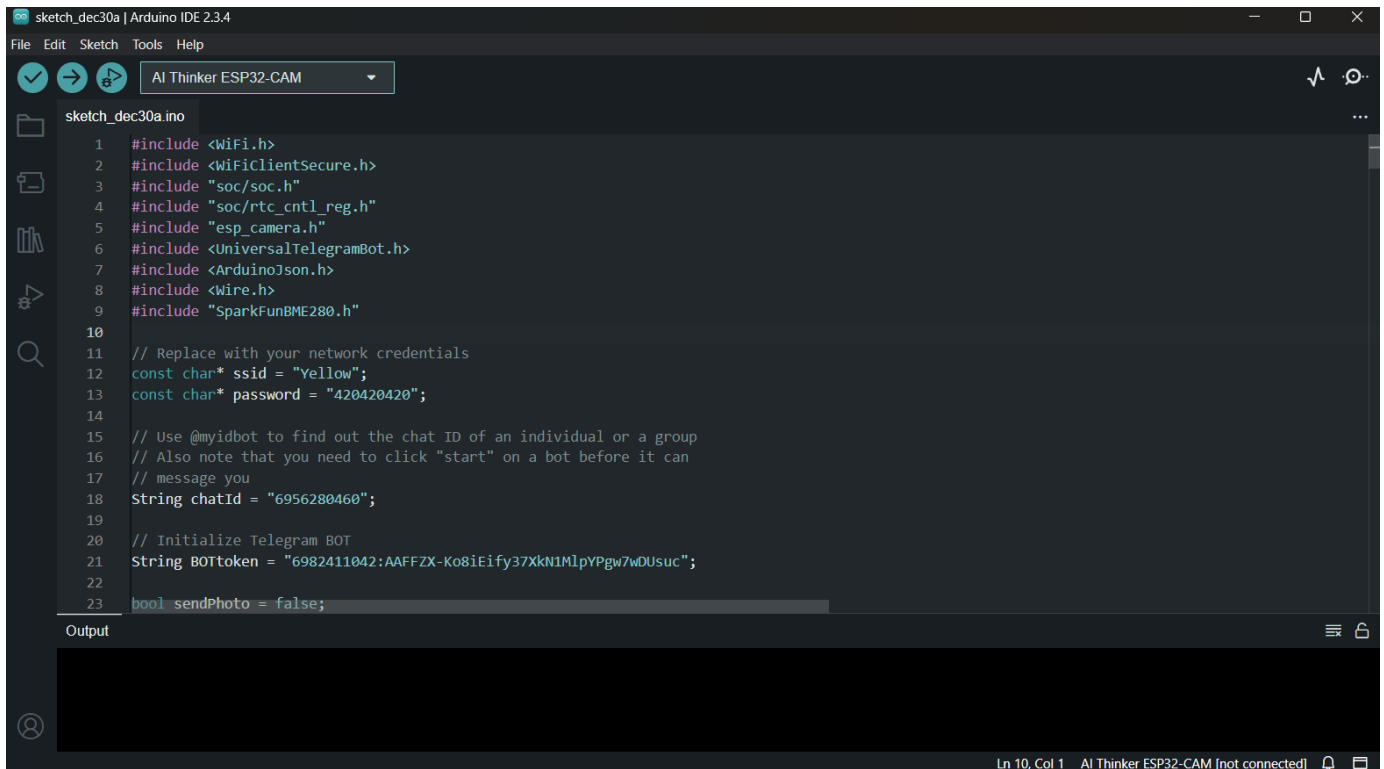 sketch_dec30a | Arduino IDE 2.3.4
File Edit Sketch Tools Help
AI Thinker ESP32-CAM
sketch_dec30a.ino
1 #include <WiFi.h>
2 #include <WiFiClientSecure.h>
3 #include "soc/soc.h"
4 #include "soc/rtc_cntl_reg.h"
5 #include "esp_camera.h"
6 #include <UniversalTelegramBot.h>
7 #include <ArduinoJson.h>
8 #include <Wire.h>
9 #include "SparkFunBME280.h"
10
11 // Replace with your network credentials
12 const char* ssid = "Yellow";
13 const char* password = "420420420";
14
15 // Use @myidbot to find out the chat ID of an individual or a group
16 // Also note that you need to click "start" on a bot before it can
17 // message you
18 String chatId = "6956280460";
19
20 // Initialize Telegram BOT
21 String BOTtoken = "6982411042:AAFFZX-Ko8iEify37XkN1MlpYPgw7wDUsuc";
22
23 bool sendPhoto = false;
Output
Ln 10, Col 1 AI Thinker ESP32-CAM [not connected]